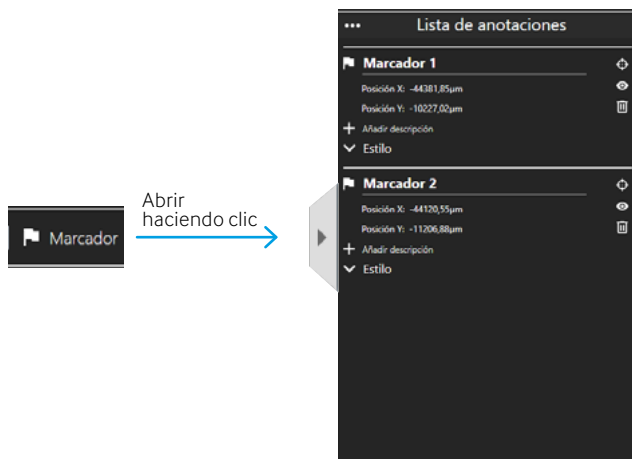 Marcador
Abrir
haciendo clic
Lista de anotaciones
Marcador 1
Posición X: -44381,85µm
Posición Y: -10227,02µm
Añadir descripción
Estilo
Marcador 2
Posición X: -44120,55µm
Posición Y: -11206,88µm
Añadir descripción
Estilo